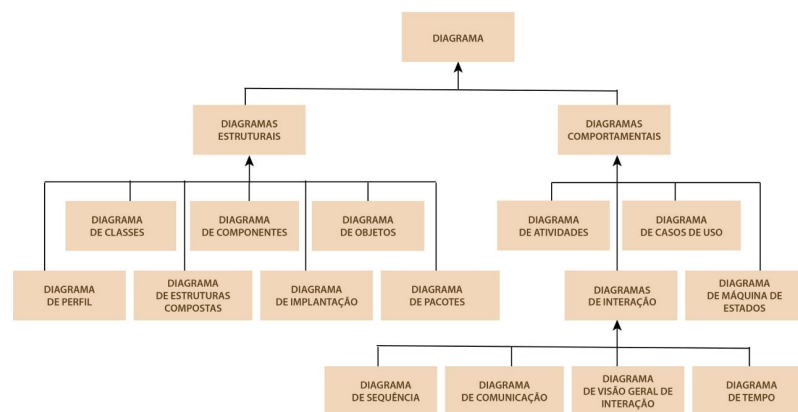 DIAGRAMA
DIAGRAMAS
ESTRUTURAIS
DIAGRAMAS
COMPORTAMENTAIS
DIAGRAMA
DE CLASSES
DIAGRAMA
DE COMPONENTES
DIAGRAMA
DE OBJETOS
DIAGRAMA
DE ATIVIDADES
DIAGRAMA
DE CASOS DE USO
DIAGRAMA
DE PERFIL
DIAGRAMA
DE ESTRUTURAS
COMPOSTAS
DIAGRAMA
DE IMPLANTAÇÃO
DIAGRAMA
DE PACOTES
DIAGRAMAS
DE INTERAÇÃO
DIAGRAMA
DE MÁQUINA DE
ESTADOS
DIAGRAMA
DE SEQUÊNCIA
DIAGRAMA
DE COMUNICAÇÃO
DIAGRAMA
DE VISÃO GERAL DE
INTERAÇÃO
DIAGRAMA
DE TEMPO